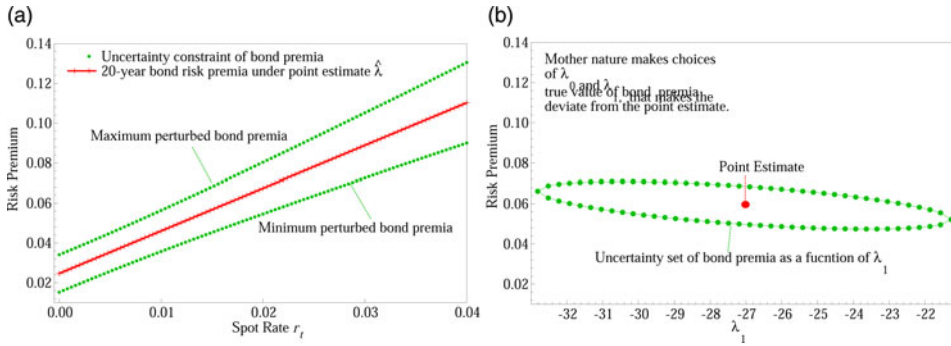 (a)
0.14
0.12
0.10
0.08
0.06
0.04
0.02
Risk Premium
Uncertainty constraint of bond premia
20-year bond risk premia under point estimate λ̂
Maximum perturbed bond premia
Minimum perturbed bond premia
0.00
0.01
0.02
0.03
0.04
Spot Rate r_t
(b)
0.14
0.12
0.10
0.08
0.06
0.04
0.02
Risk Premium
Mother nature makes choices
of λ_0 and λ_1, that makes the
true value of bond premia
deviate from the point estimate.
Point Estimate
Uncertainty set of bond premia as a fucntion of λ_1
-32
-31
-30
-29
-28
-27
-26
-25
-24
-23
-22
λ_1